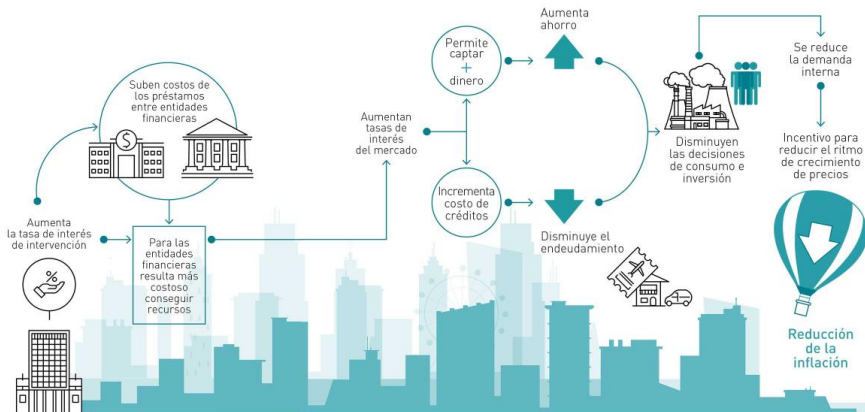 Aumenta
la tasa de interés
de intervención
Suben costos de
los préstamos
entre entidades
financieras
$
%
Para las
entidades
financieras
resulta más
costoso
conseguir
recursos
Aumentan
tasas de
interés
del mercado
Permite
captar
+
dinero
Aumenta
ahorro
Incrementa
costo de
créditos
Disminuye el
endeudamiento
Disminuyen
las decisiones
de consumo e
inversión
Se reduce
la demanda
interna
Incentivo para
reducir el ritmo
de crecimiento
de precios
Reducción
de la
inflación